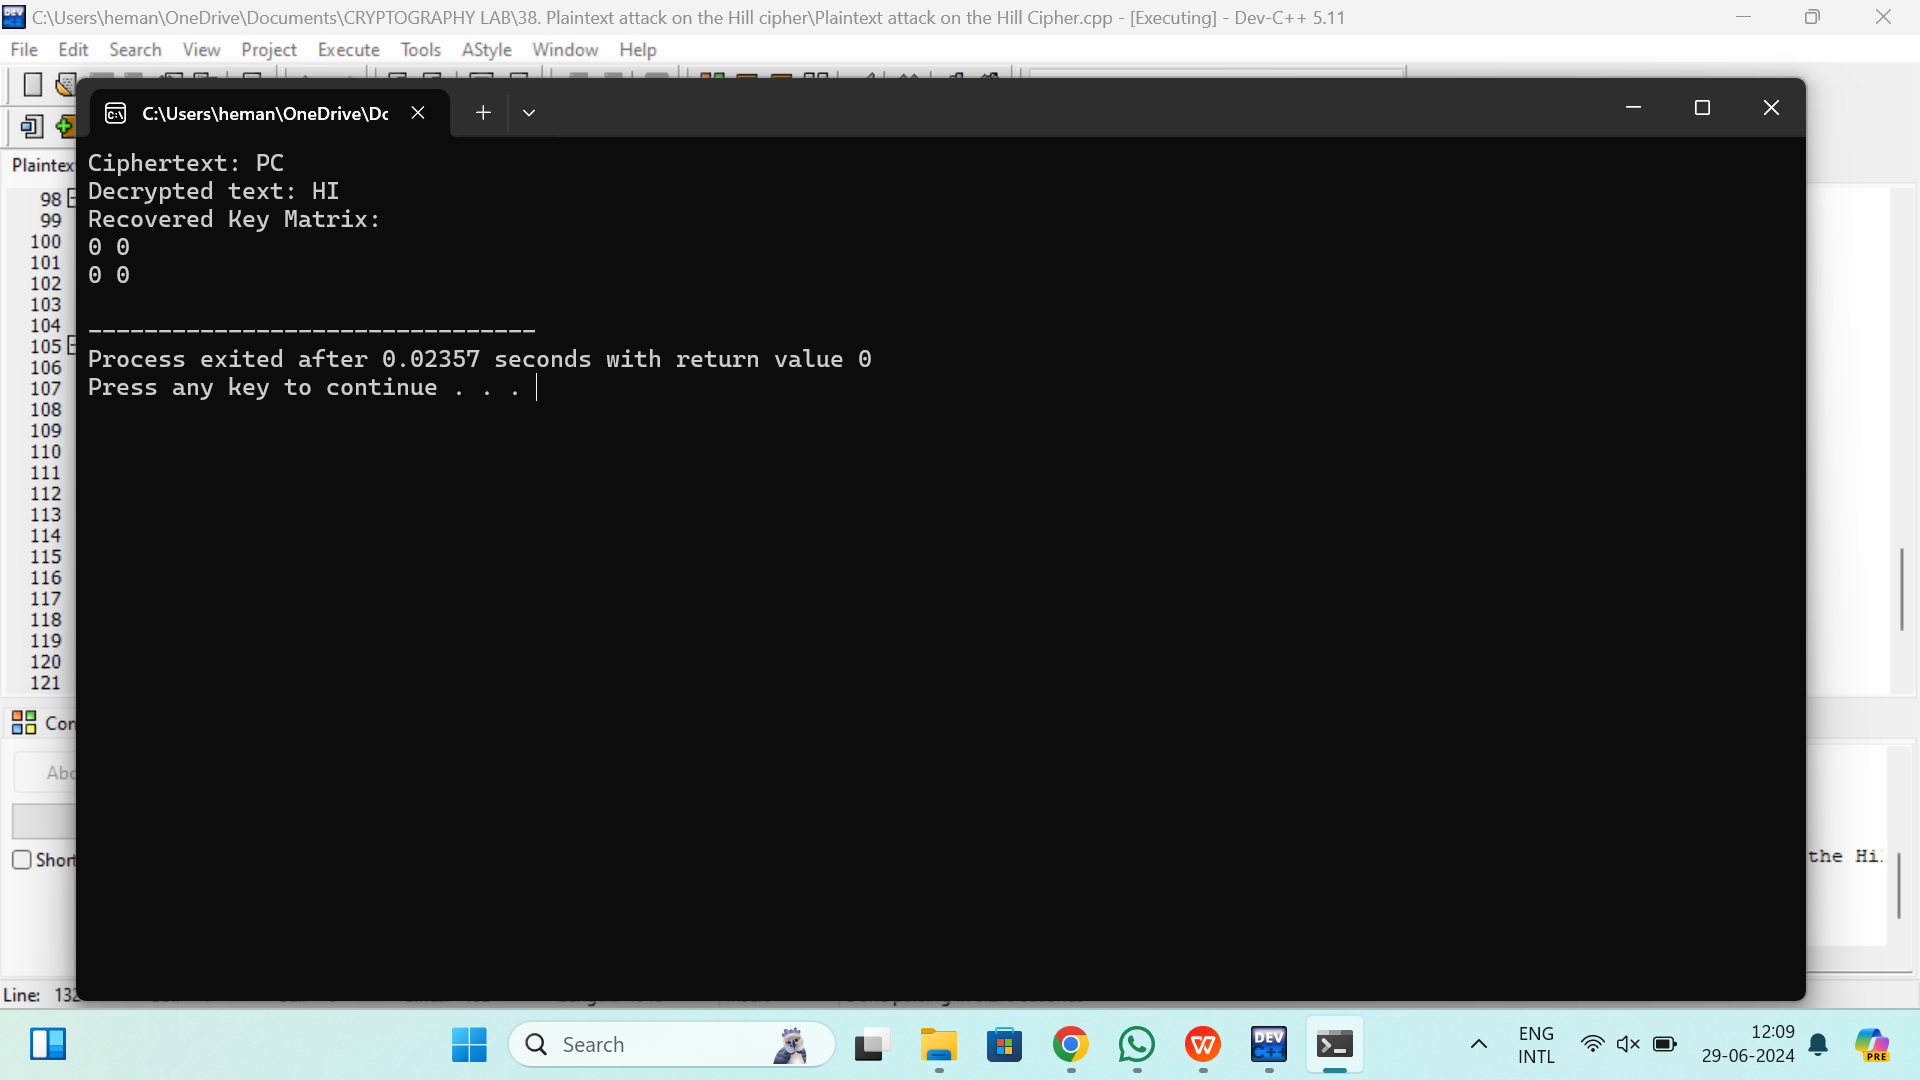 C:\Users\heman\OneDrive\Documents\CRYPTOGRAPHY LAB\38. Plaintext attack on the Hill cipher\Plaintext attack on the Hill Cipher.cpp - [Executing] - Dev-C++ 5.11
File Edit Search View Project Execute Tools AStyle Window Help
C:\Users\heman\OneDrive\Dc
Plaintex
Ciphertext: PC
Decrypted text: HI
Recovered Key Matrix:
0 0
0 0
--------------------------------
Process exited after 0.02357 seconds with return value 0
Press any key to continue . . .
98
99
100
101
102
103
104
105
106
107
108
109
110
111
112
113
114
115
116
117
118
119
120
121
Con
Abo
Short
the Hi
Line: 132
Search
DEV C++
ENG
INTL
12:09
29-06-2024
PRE